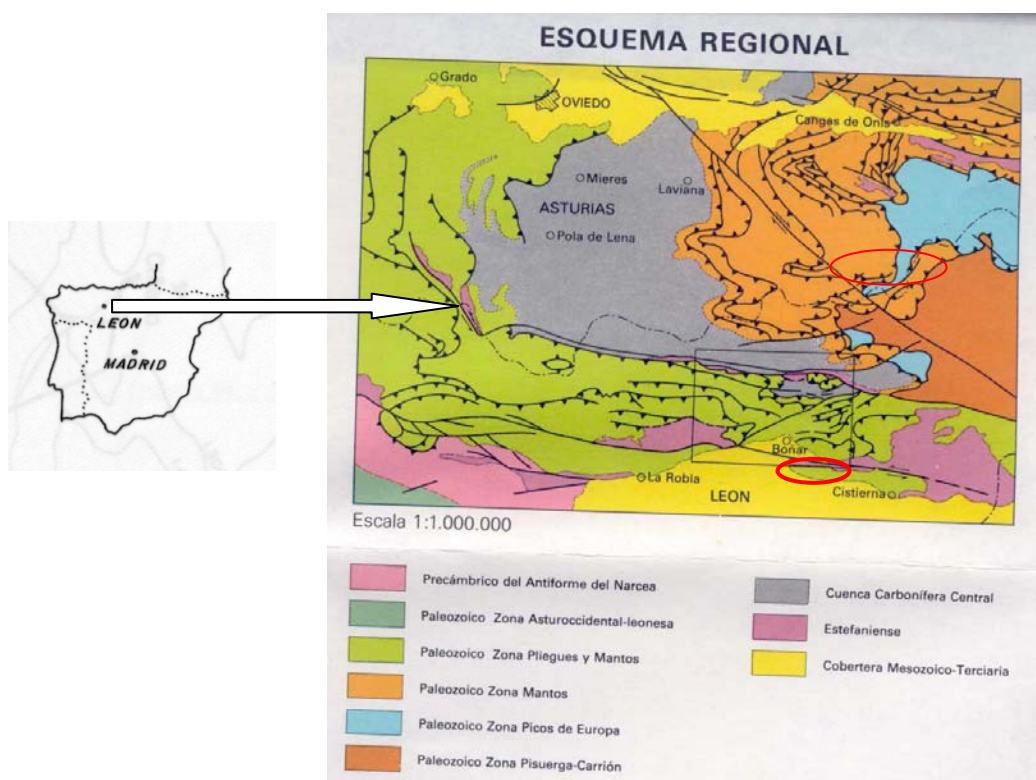 ESQUEMA REGIONAL
Grado
OVIEDO
Cangas de Onís
Mieres
Laviana
ASTURIAS
Pola de Lena
LEON
MADRID
Boñar
La Robla
LEON
Cistierna
Escala 1:1.000.000
Precámbrico del Antiforme del Narcea
Paleozoico Zona Asturoccidental-leonesa
Paleozoico Zona Pliegues y Mantos
Paleozoico Zona Mantos
Paleozoico Zona Picos de Europa
Paleozoico Zona Pisuerga-Carrión
Cuenca Carbonífera Central
Estefaniense
Cobertera Mesozoico-Terciaria